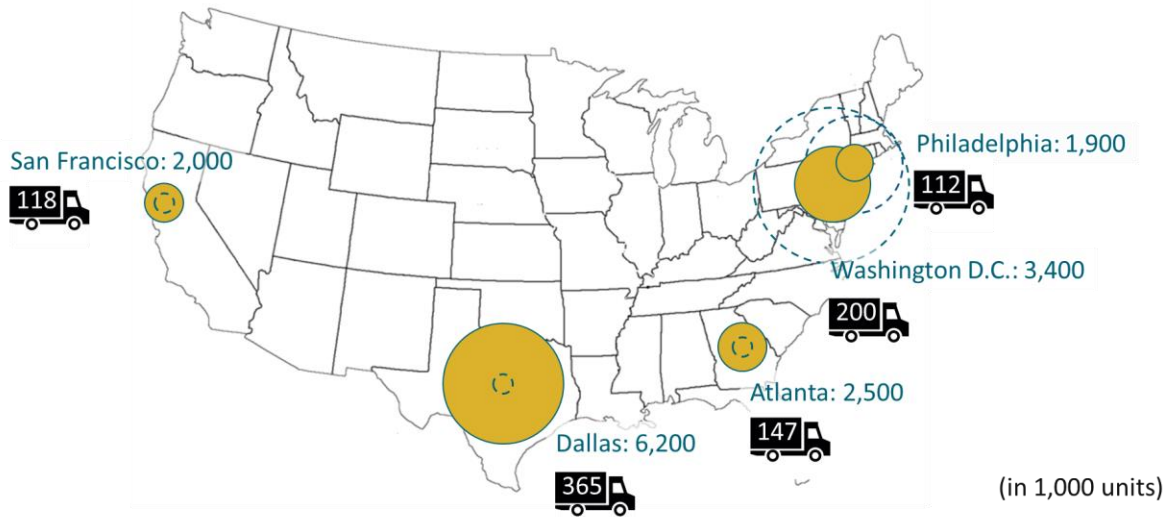 San Francisco: 2,000
118
Philadelphia: 1,900
112
Washington D.C.: 3,400
200
Atlanta: 2,500
147
Dallas: 6,200
365
(in 1,000 units)